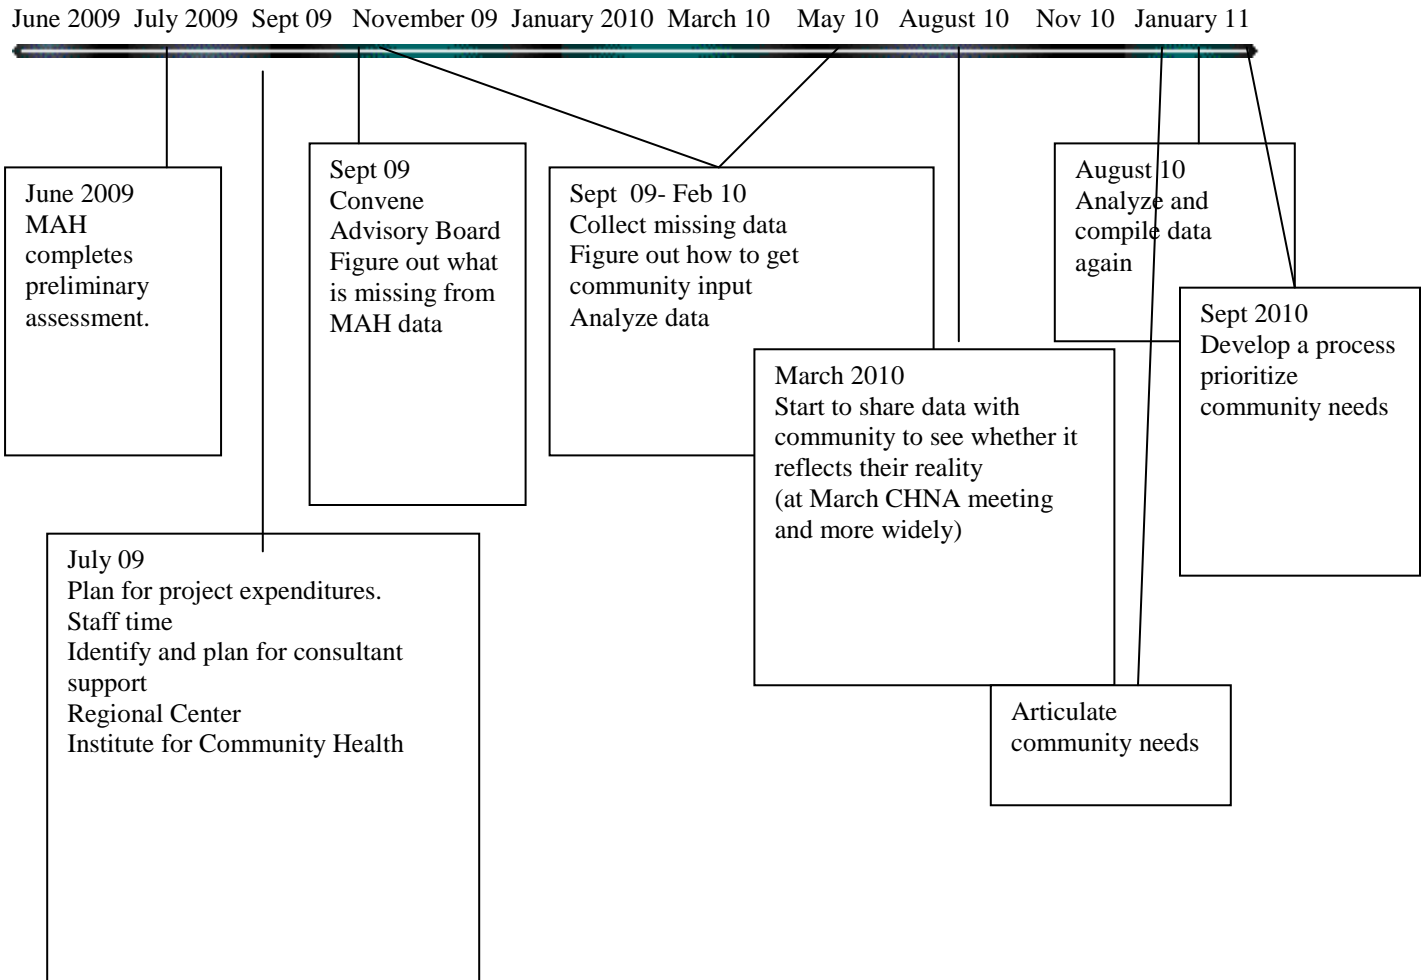 June 2009 July 2009 Sept 09 November 09 January 2010 March 10 May 10 August 10 Nov 10 January 11
June 2009
MAH
completes
preliminary
assessment.
Sept 09
Convene
Advisory Board
Figure out what
is missing from
MAH data
Sept 09- Feb 10
Collect missing data
Figure out how to get
community input
Analyze data
August 10
Analyze and
compile data
again
Sept 2010
Develop a process
prioritize
community needs
March 2010
Start to share data with
community to see whether it
reflects their reality
(at March CHNA meeting
and more widely)
July 09
Plan for project expenditures.
Staff time
Identify and plan for consultant
support
Regional Center
Institute for Community Health
Articulate
community needs